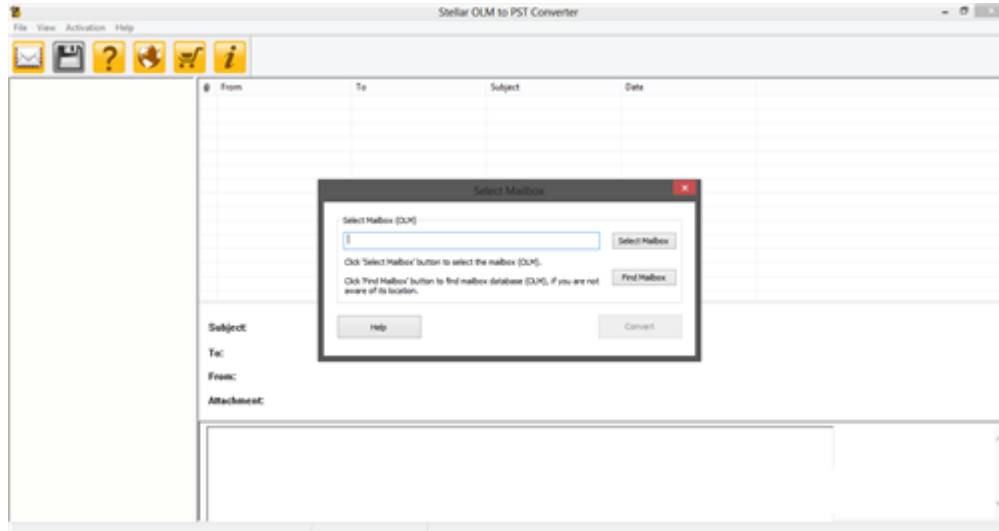 Stellar OLM to PST Converter
File View Activation Help
From To Subject Date
Select Mailbox
Select Mailbox (OLM)
Select Mailbox
Click 'Select Mailbox' button to select the mailbox (OLM).
Click 'Find Mailbox' button to find mailbox database (OLM), if you are not
aware of its location.
Find Mailbox
Help Convert
Subject:
To:
From:
Attachment: